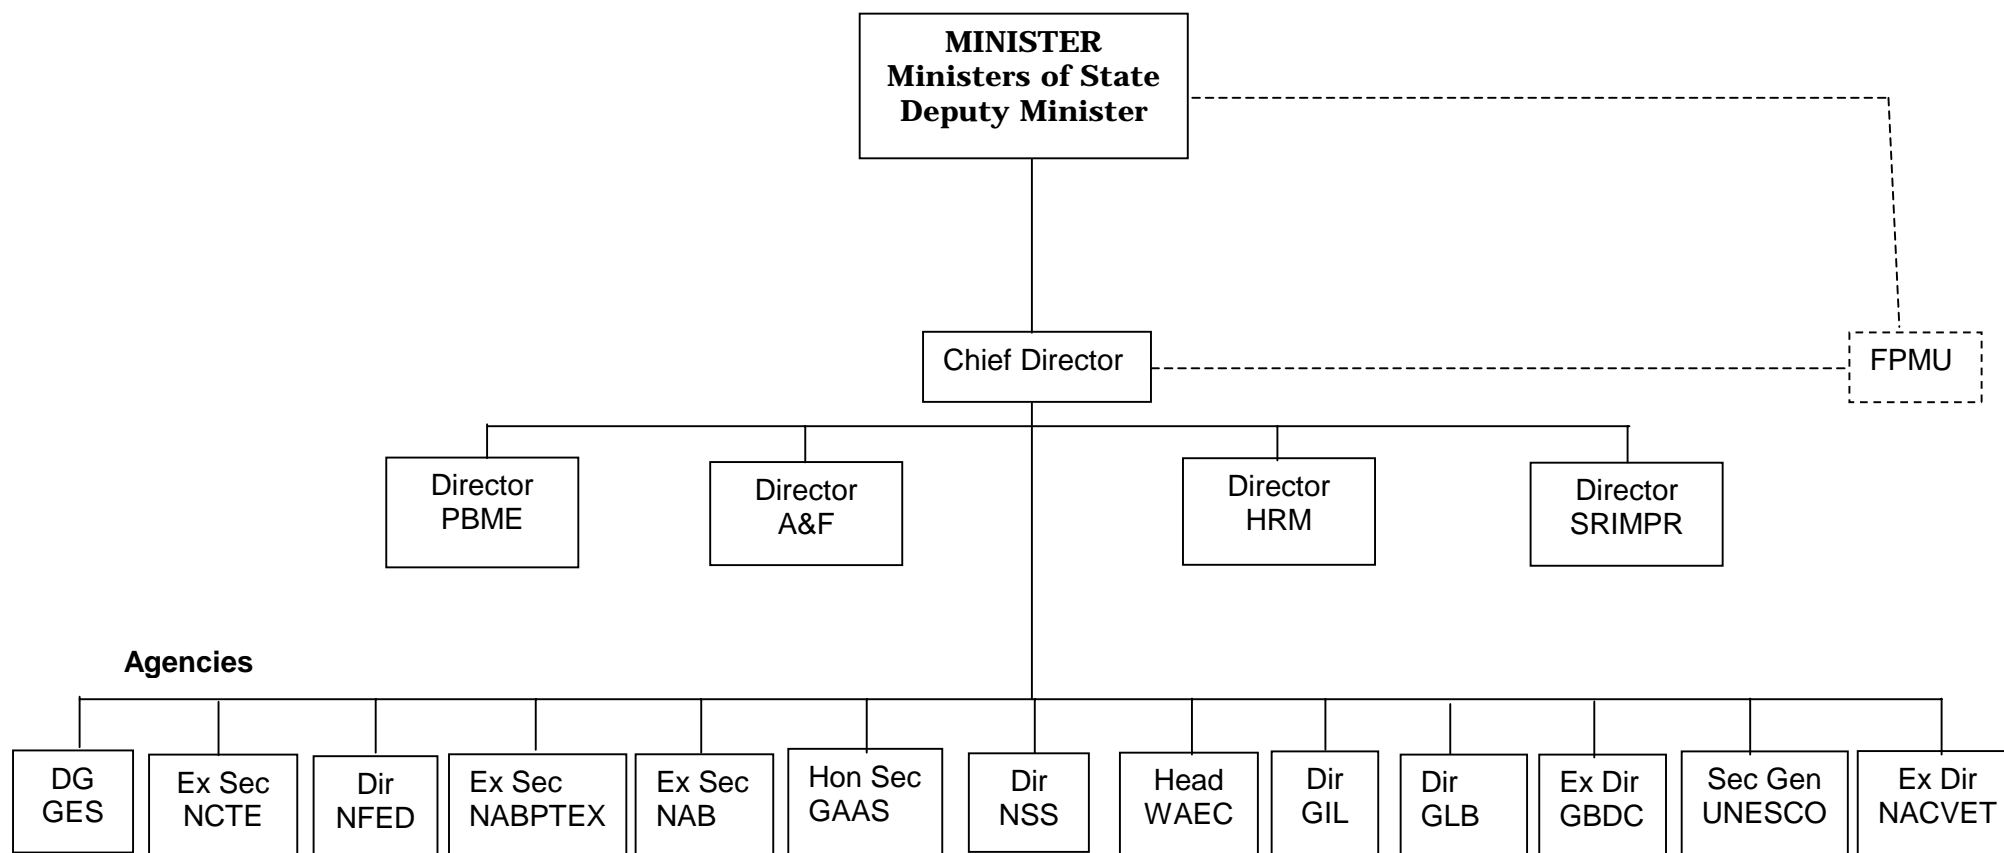 MINISTER
Ministers of State
Deputy Minister
Chief Director
FPMU
Director
PBME
Director
A&F
Director
HRM
Director
SRIMPR
Agencies
DG
GES
Ex Sec
NCTE
Dir
NFED
Ex Sec
NABPTEX
Ex Sec
NAB
Hon Sec
GAAS
Dir
NSS
Head
WAEC
Dir
GIL
Dir
GLB
Ex Dir
GBDC
Sec Gen
UNESCO
Ex Dir
NACVET